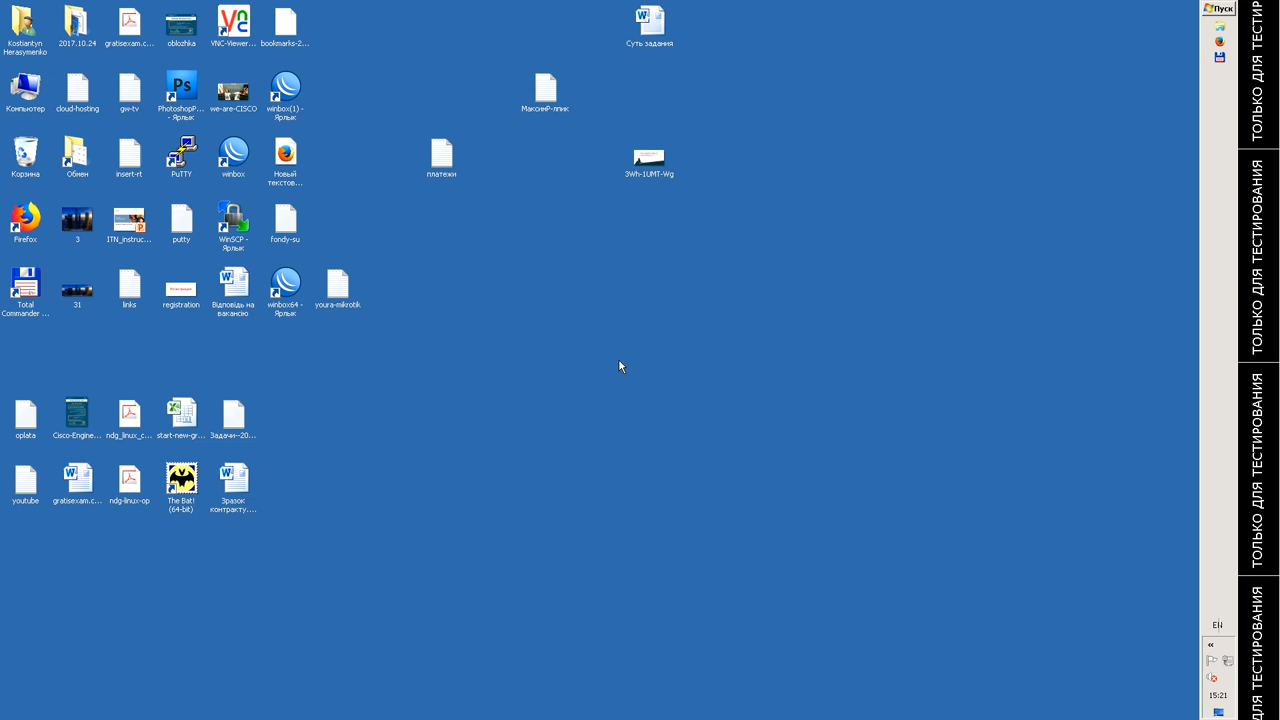 Kostiantyn
Herasymenko
2017.10.24
gratisexam.c...
oblozhka
VNC-Viewer...
bookmarks-2...
Суть задания
Пуск
Компьютер
cloud-hosting
gw-tv
PhotoshopP...
- Ярлык
we-are-CISCO
winbox(1) -
Ярлык
Корзина
Обмен
insert-rt
PuTTY
winbox
Новый
текстов...
платежи
3Wh-1UMT-Wg
Firefox
3
ITN_instruc...
putty
WinSCP -
Ярлык
fondy-su
Total
Commander ...
31
links
registration
Відповідь на
вакансію
winbox64 -
Ярлык
youra-mikrotik
oplata
Cisco-Engine...
ndg_linux_c...
start-new-gr...
Задачи--20...
youtube
gratisexam.c...
ndg-linux-op
The Bat!
(64-bit)
Зразок
контракту....
EN
15:21
ТОЛЬКО ДЛЯ ТЕСТИР
ТОЛЬКО ДЛЯ ТЕСТИРОВАНИЯ
ТОЛЬКО ДЛЯ ТЕСТИРОВАНИЯ
ДЛЯ ТЕСТИРОВАНИЯ